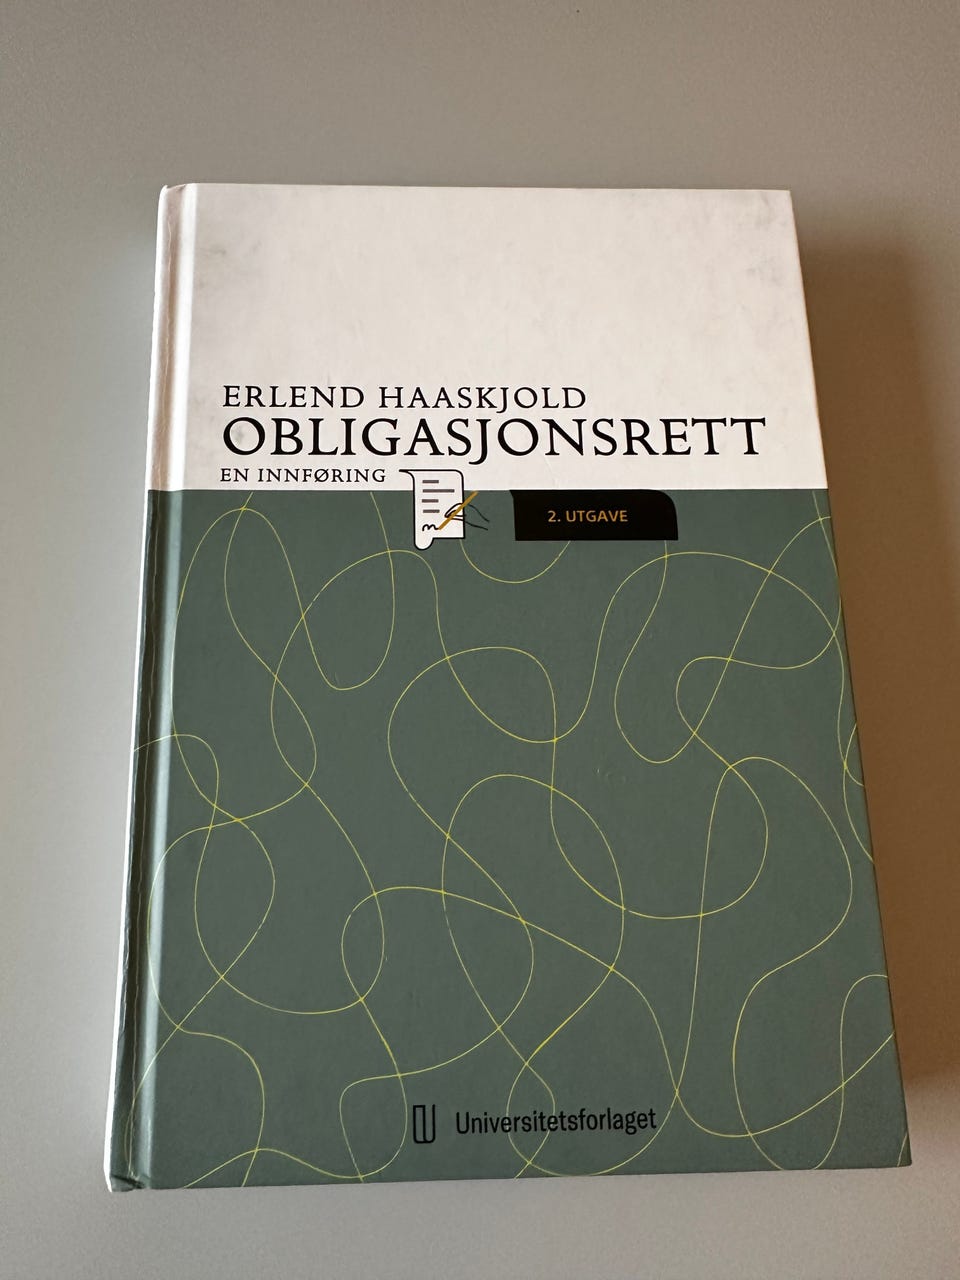 ERLEND HAASKJOLD
OBLIGASJONSRETT
EN INNFØRING
2. UTGAVE
Universitetsforlaget